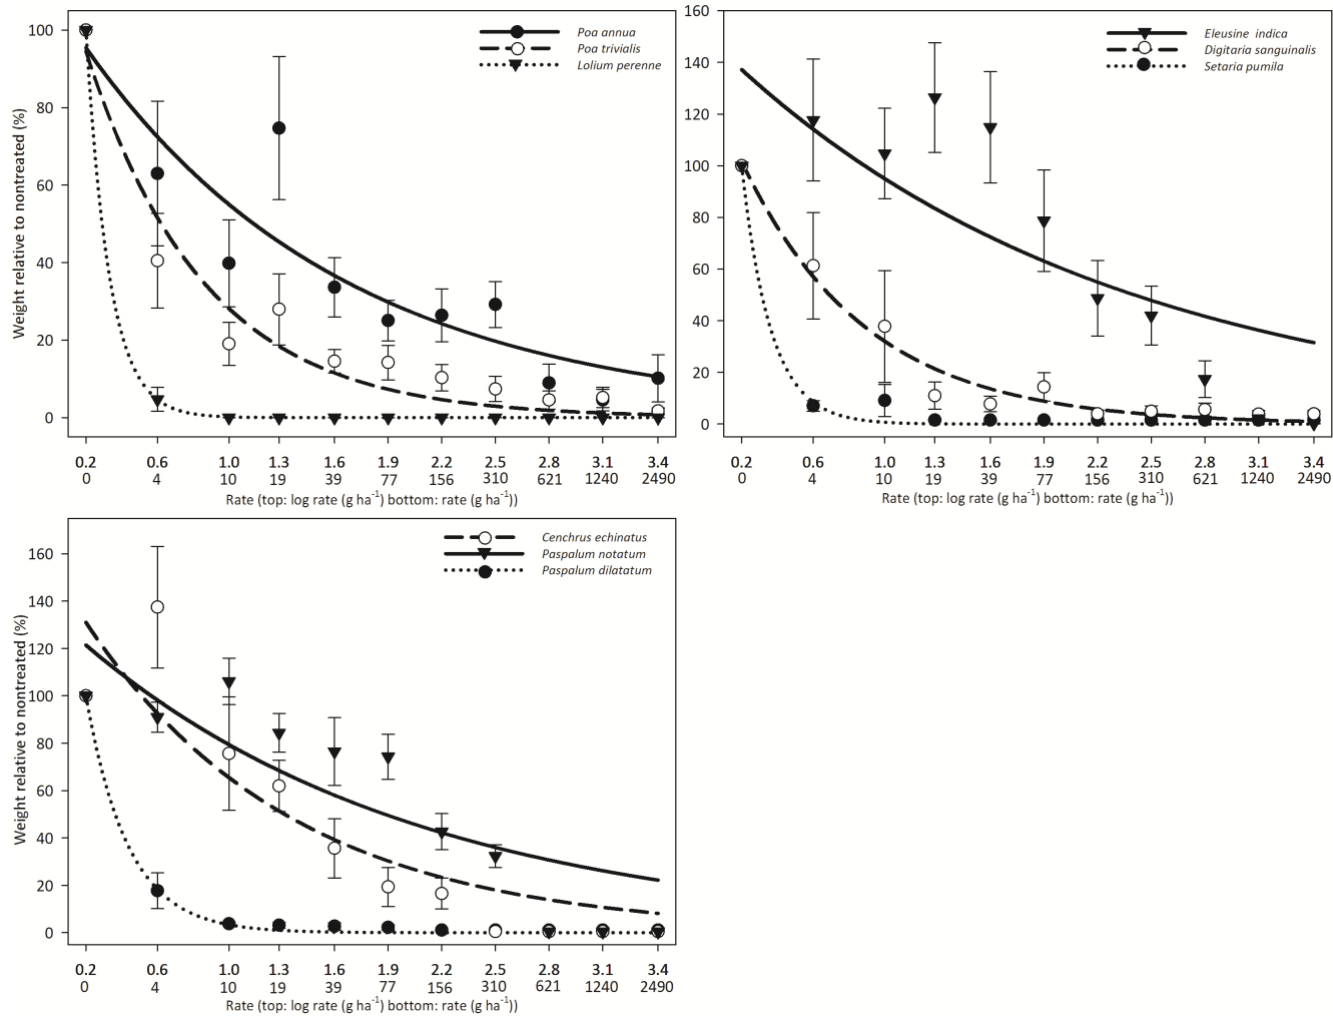 Weight relative to nontreated (%)
100
80
60
40
20
0
Poa annua
Poa trivialis
Lolium perenne
0.2 0.6 1.0 1.3 1.6 1.9 2.2 2.5 2.8 3.1 3.4
0 4 10 19 39 77 156 310 621 1240 2490
Rate (top: log rate (g ha⁻¹) bottom: rate (g ha⁻¹))
160
140
120
100
80
60
40
20
0
Eleusine indica
Digitaria sanguinalis
Setaria pumila
0.2 0.6 1.0 1.3 1.6 1.9 2.2 2.5 2.8 3.1 3.4
0 4 10 19 39 77 156 310 621 1240 2490
Rate (top: log rate (g ha⁻¹) bottom: rate (g ha⁻¹))
Weight relative to nontreated (%)
160
140
120
100
80
60
40
20
0
Cenchrus echinatus
Paspalum notatum
Paspalum dilatatum
0.2 0.6 1.0 1.3 1.6 1.9 2.2 2.5 2.8 3.1 3.4
0 4 10 19 39 77 156 310 621 1240 2490
Rate (top: log rate (g ha⁻¹) bottom: rate (g ha⁻¹))